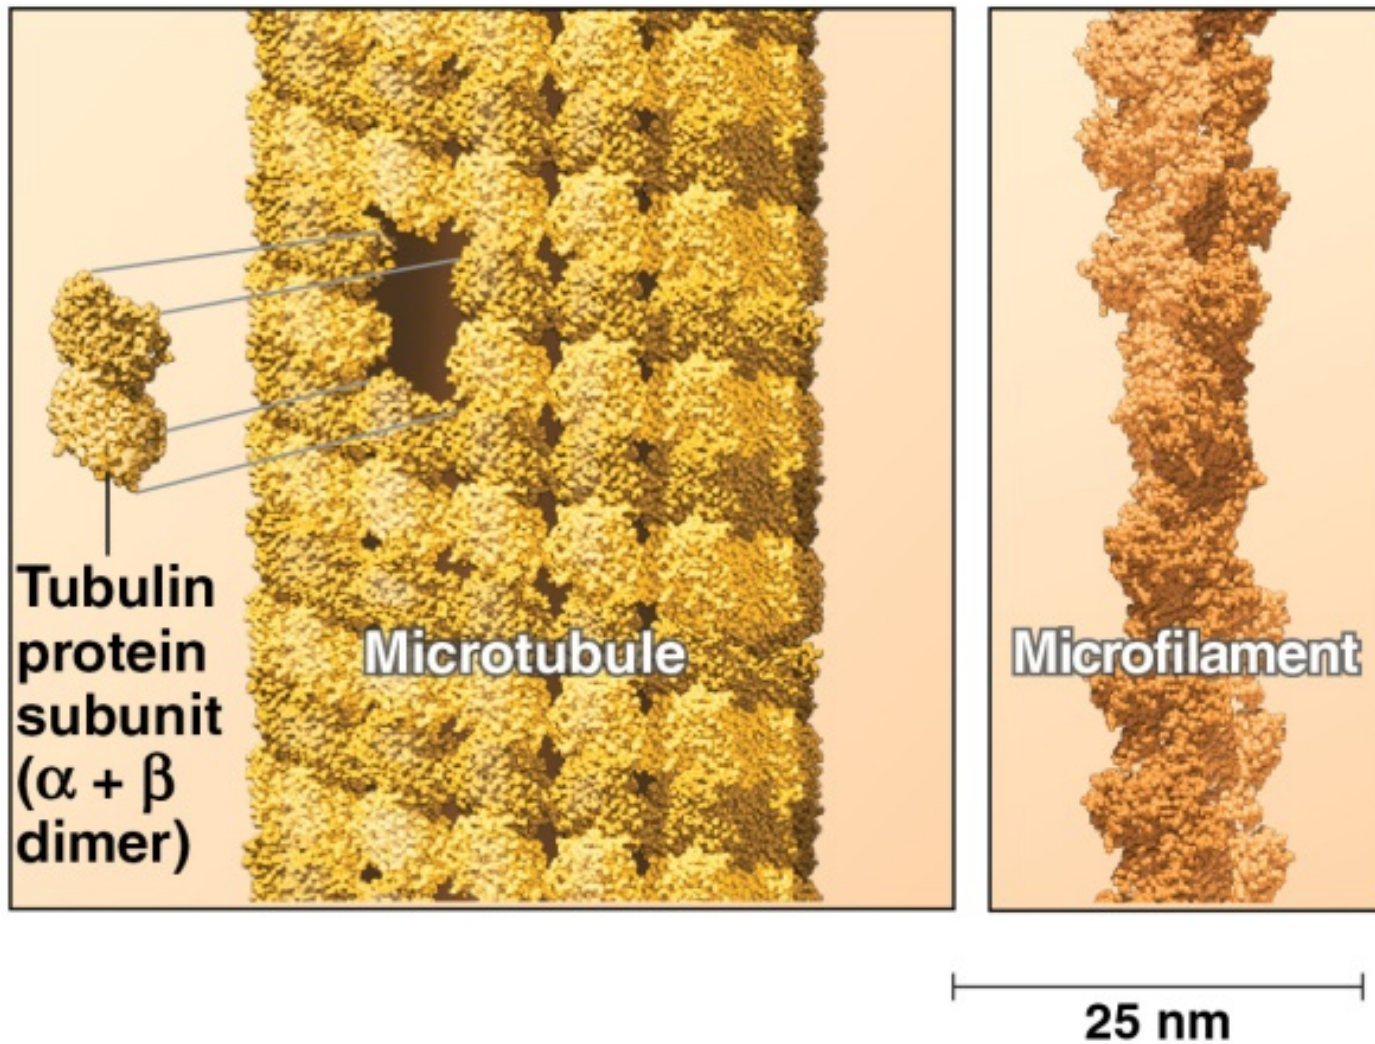 Tubulin
protein
subunit
(α + β
dimer)
Microtubule
Microfilament
25 nm